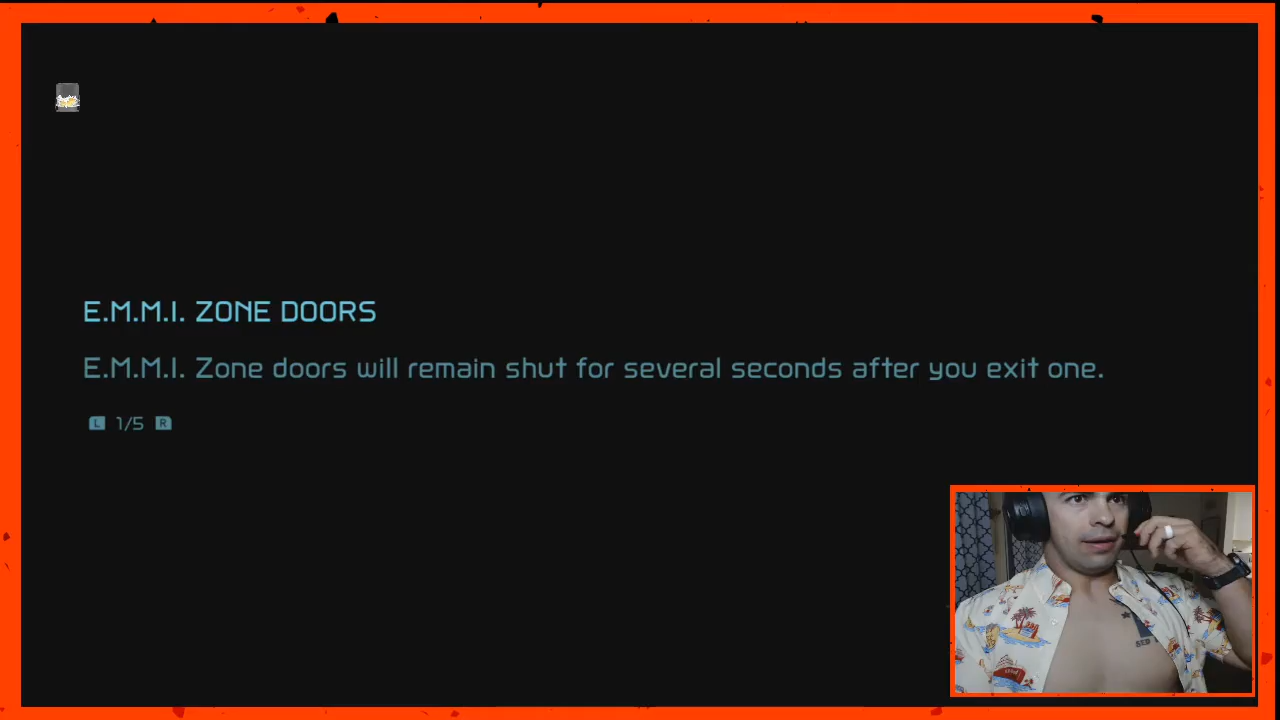 E.M.M.I. ZONE DOORS
E.M.M.I. Zone doors will remain shut for several seconds after you exit one.
L 1/5 R